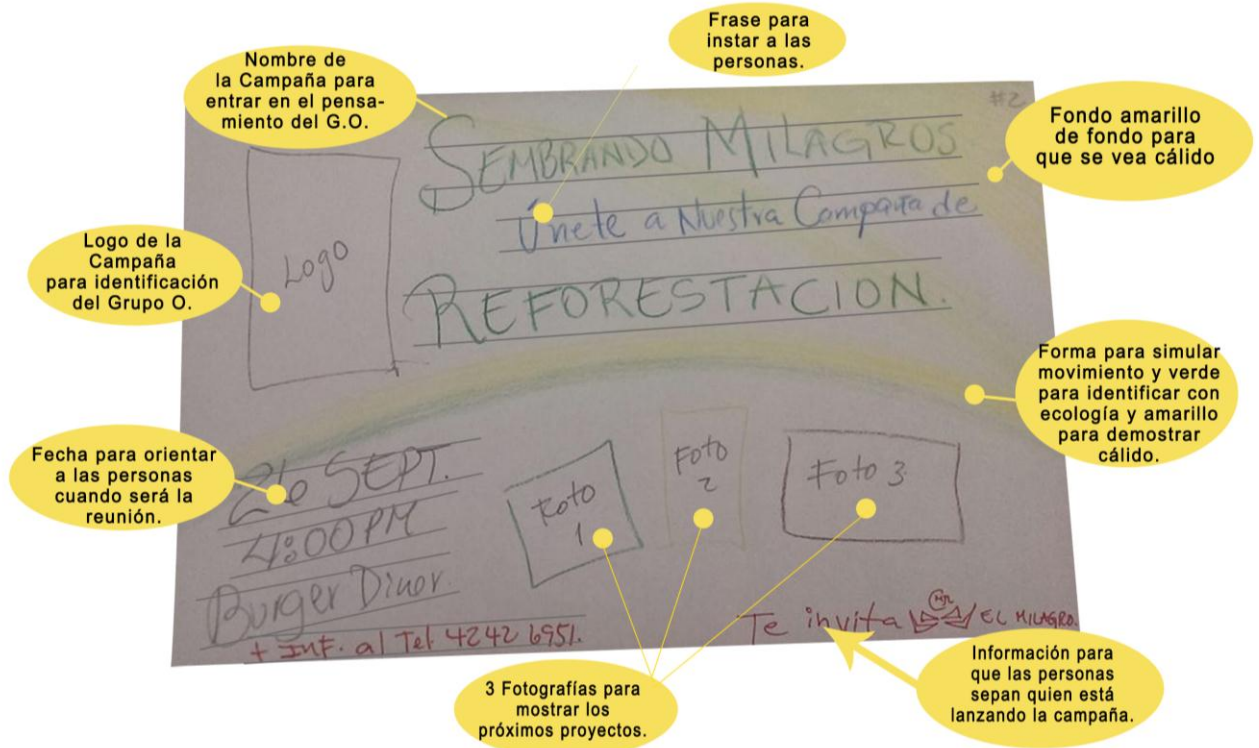 Frase para
instar a las
personas.
Nombre de
la Campaña para
entrar en el pensa-
miento del G.O.
#2
SEMBRANDO MILAGROS
Únete a Nuestra Campaña de
REFORESTACION.
Fondo amarillo
de fondo para
que se vea cálido
Logo de la
Campaña
para identificación
del Grupo O.
Logo
Forma para simular
movimiento y verde
para identificar con
ecología y amarillo
para demostrar
cálido.
Fecha para orientar
a las personas
cuando será la
reunión.
26 SEPT.
4:00 PM
Burger Diner.
+ INF. al Tel 4242 6951.
Foto
1
Foto
2
Foto 3
Te invita EL MILAGRO.
3 Fotografías para
mostrar los
próximos proyectos.
Información para
que las personas
sepan quien está
lanzando la campaña.